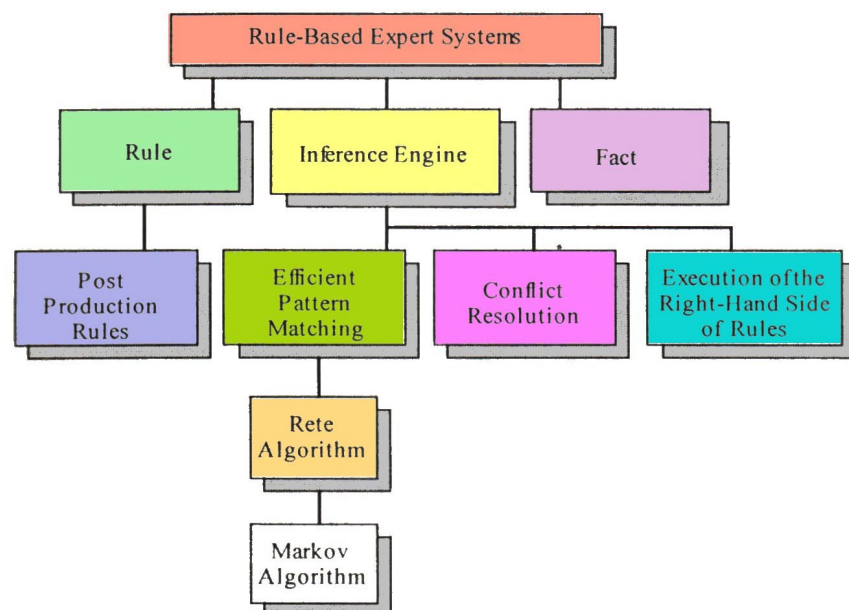 Rule-Based Expert Systems
Rule
Inference Engine
Fact
Post
Production
Rules
Efficient
Pattern
Matching
Conflict
Resolution
Execution of the
Right-Hand Side
of Rules
Rete
Algorithm
Markov
Algorithm